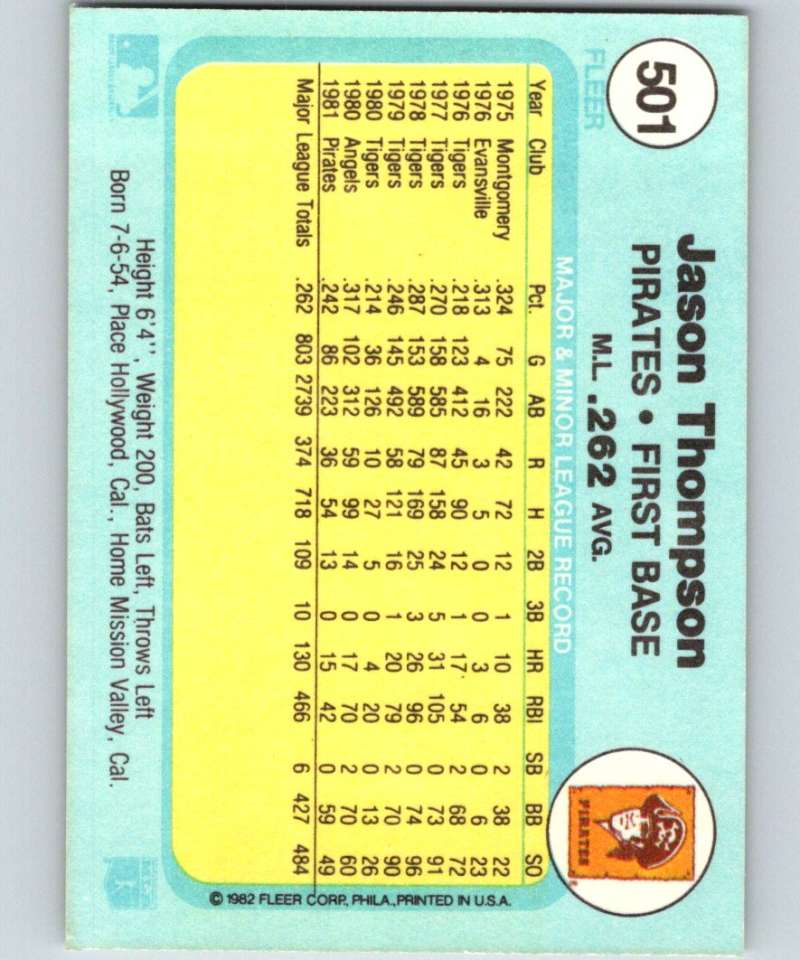 501
FLEER
Jason Thompson
PIRATES • FIRST BASE
M.L. .262 AVG.
PIRATES
MAJOR & MINOR LEAGUE RECORD
Year Club Pct. G AB R H 2B 3B HR RBI SB BB SO
1975 Montgomery .324 75 222 42 72 12 1 10 38 2 38 22
1976 Evansville .313 4 16 3 5 0 0 3 6 0 6 23
1976 Tigers .218 123 412 45 90 12 1 17 54 2 68 72
1977 Tigers .270 158 585 87 158 24 5 31 105 0 73 91
1978 Tigers .287 153 589 79 169 25 3 26 96 0 74 96
1979 Tigers .246 145 492 58 121 16 1 20 79 2 70 90
1980 Tigers .214 36 126 10 27 5 0 4 20 0 13 26
1980 Angels .317 102 312 59 99 14 0 17 70 2 70 60
1981 Pirates .242 86 223 36 54 13 0 15 42 0 59 49
Major League Totals .262 803 2739 374 718 109 10 130 466 6 427 484
© 1982 FLEER CORP., PHILA., PRINTED IN U.S.A.
Height 6'4'', Weight 200, Bats Left, Throws Left
Born 7-6-54, Place Hollywood, Cal., Home Mission Valley, Cal.